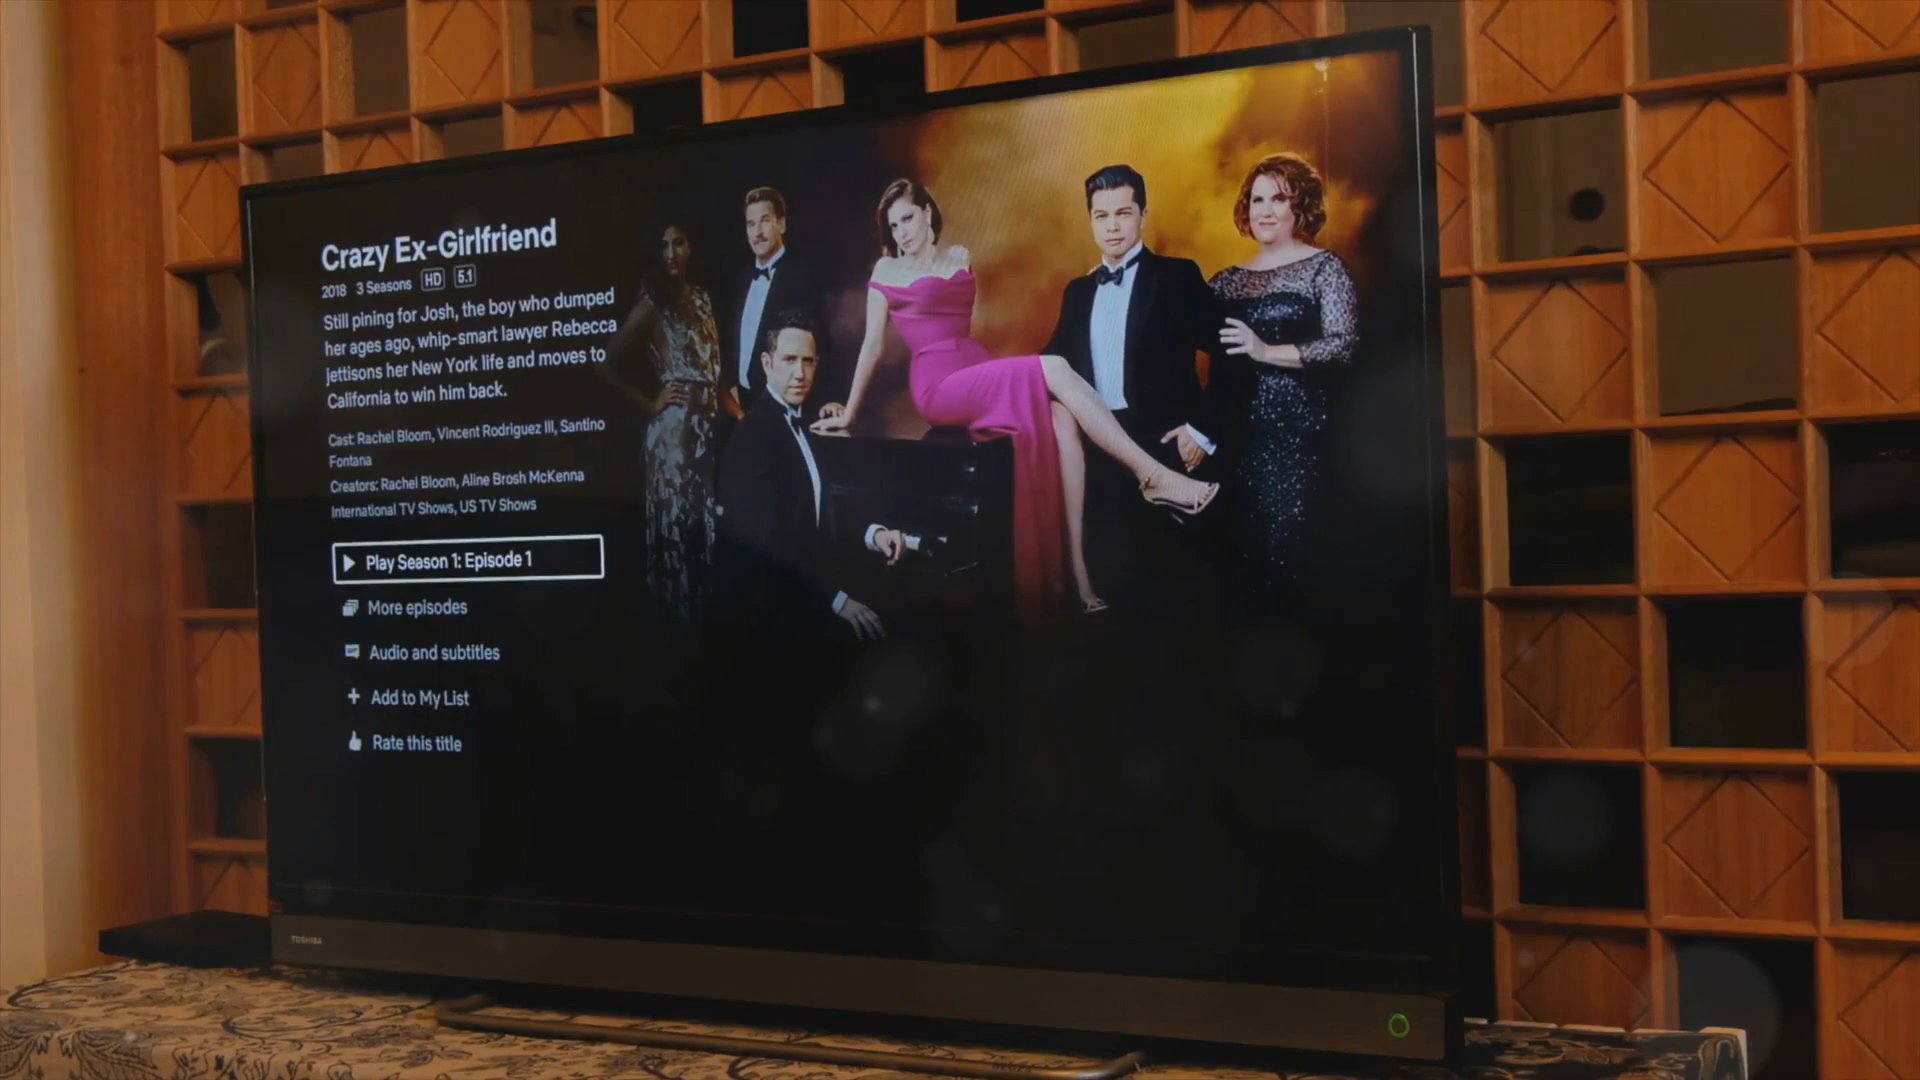 Crazy Ex-Girlfriend
2018 3 Seasons HD 5.1
Still pining for Josh, the boy who dumped
her ages ago, whip-smart lawyer Rebecca
jettisons her New York life and moves to
California to win him back.
Cast: Rachel Bloom, Vincent Rodriguez III, Santino
Fontana
Creators: Rachel Bloom, Aline Brosh McKenna
International TV Shows, US TV Shows
Play Season 1: Episode 1
More episodes
Audio and subtitles
Add to My List
Rate this title
TOSHIBA